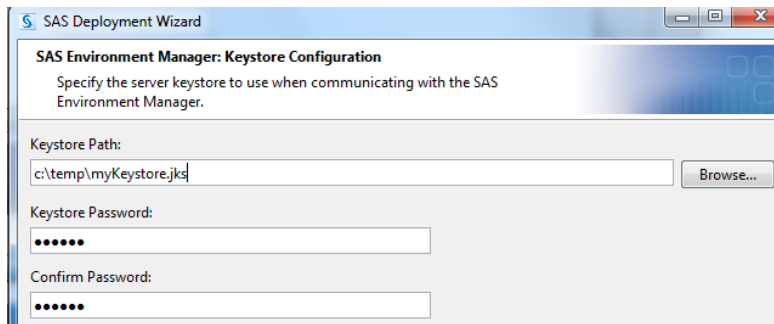 SAS Deployment Wizard
SAS Environment Manager: Keystore Configuration
Specify the server keystore to use when communicating with the SAS
Environment Manager.
Keystore Path:
c:\temp\myKeystore.jks
Browse...
Keystore Password:
••••••
Confirm Password:
••••••